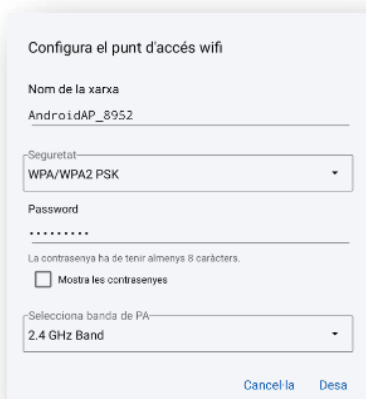 Configura el punt d'accés wifi
Nom de la xarxa
AndroidAP_8952
Seguretat
WPA/WPA2 PSK
Password
•••••••••
La contrasenya ha de tenir almenys 8 caràcters.
Mostra les contrasenyes
Selecciona banda de PA
2.4 GHz Band
Cancel·la Desa